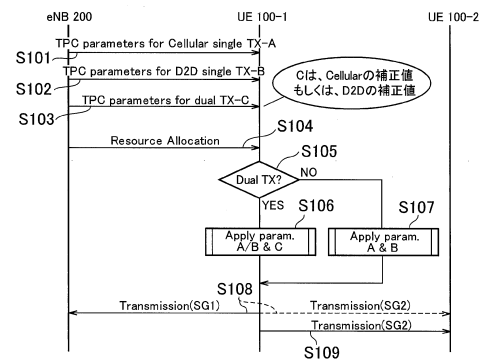 eNB 200
UE 100-1
UE 100-2
TPC parameters for Cellular single TX-A
S101
TPC parameters for D2D single TX-B
S102
TPC parameters for dual TX-C
S103
Cは、Cellularの補正値
もしくは、D2Dの補正値
Resource Allocation
S104
S105
Dual TX?
NO
YES
S106
S107
Apply param.
A/B & C
Apply param.
A & B
S108
Transmission(SG1)
Transmission(SG2)
Transmission(SG2)
S109